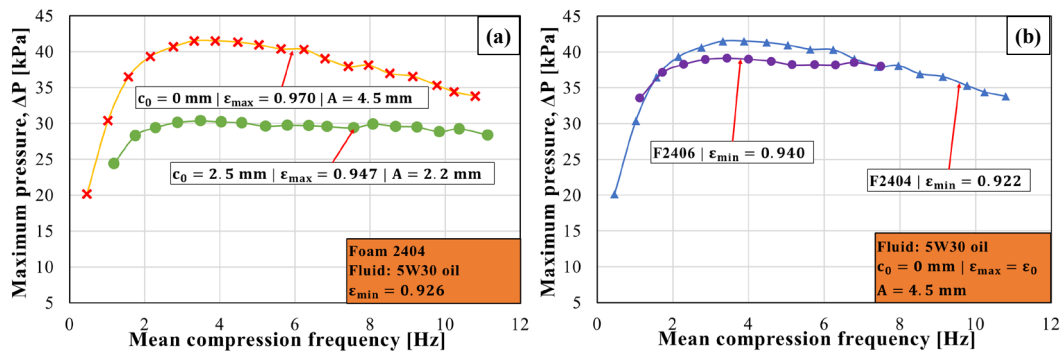 Maximum pressure, ΔP [kPa]
45
40
35
30
25
20
15
10
5
(a)
c₀ = 0 mm | ε_max = 0.970 | A = 4.5 mm
c₀ = 2.5 mm | ε_max = 0.947 | A = 2.2 mm
Foam 2404
Fluid: 5W30 oil
ε_min = 0.926
0 2 4 6 8 10 12
Mean compression frequency [Hz]
Maximum pressure, ΔP [kPa]
45
40
35
30
25
20
15
10
5
(b)
F2406 | ε_min = 0.940
F2404 | ε_min = 0.922
Fluid: 5W30 oil
c₀ = 0 mm | ε_max = ε₀
A = 4.5 mm
0 2 4 6 8 10 12
Mean compression frequency [Hz]